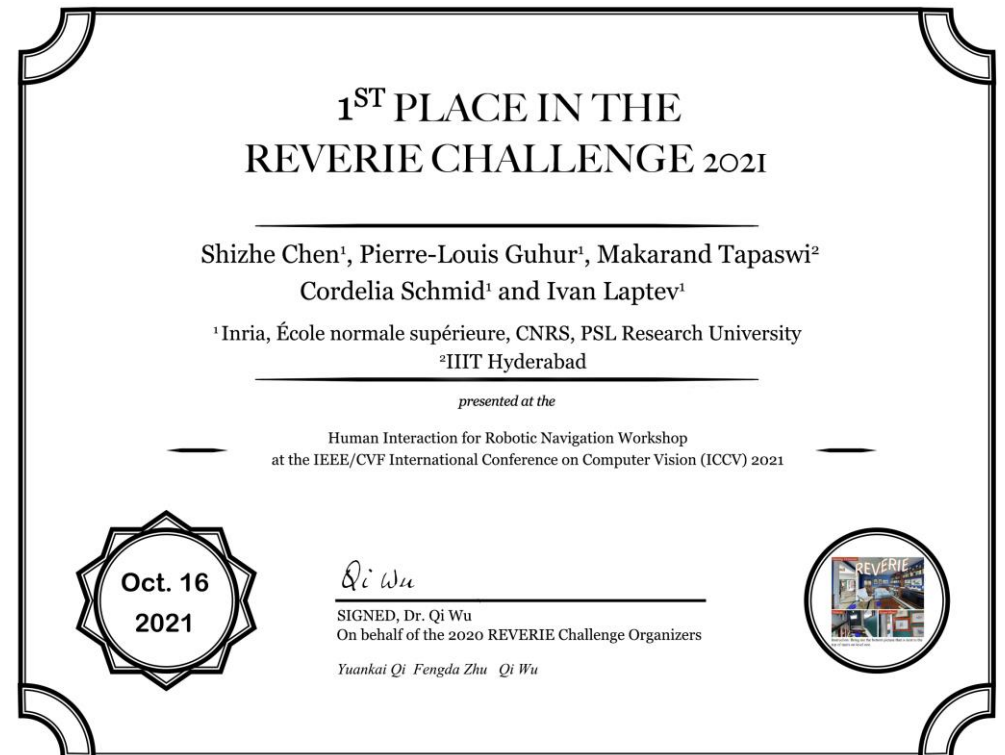 1ST PLACE IN THE
REVERIE CHALLENGE 2021
Shizhe Chen¹, Pierre-Louis Guhur¹, Makarand Tapaswi²
Cordelia Schmid¹ and Ivan Laptev¹
¹ Inria, École normale supérieure, CNRS, PSL Research University
²IIIT Hyderabad
presented at the
Human Interaction for Robotic Navigation Workshop
at the IEEE/CVF International Conference on Computer Vision (ICCV) 2021
Oct. 16
2021
Qi Wu
SIGNED, Dr. Qi Wu
On behalf of the 2020 REVERIE Challenge Organizers
Yuankai Qi Fengda Zhu Qi Wu
REVERIE